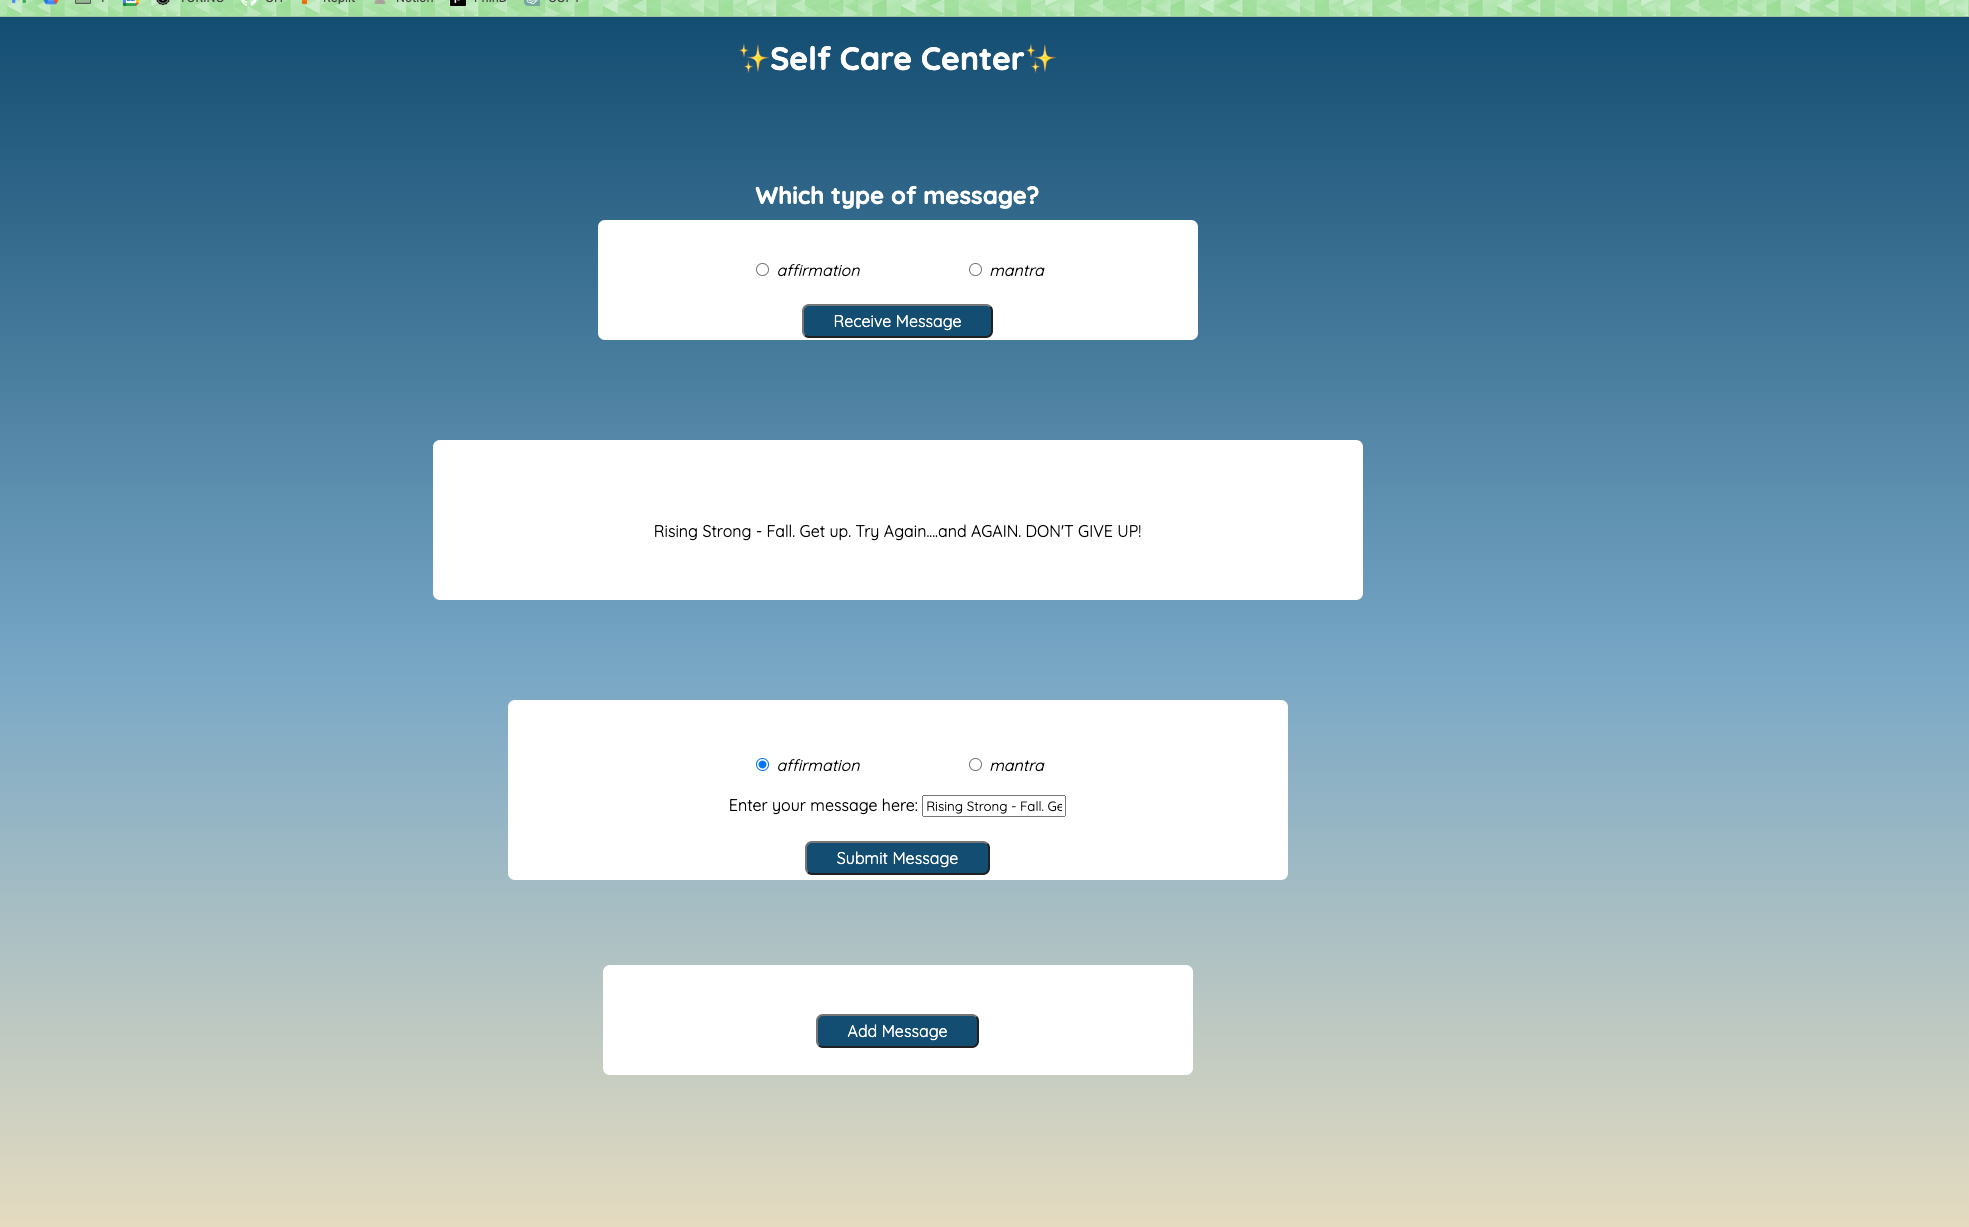 ✨Self Care Center✨
Which type of message?
affirmation mantra
Receive Message
Rising Strong - Fall. Get up. Try Again....and AGAIN. DON'T GIVE UP!
affirmation mantra
Enter your message here: Rising Strong - Fall. Ge
Submit Message
Add Message